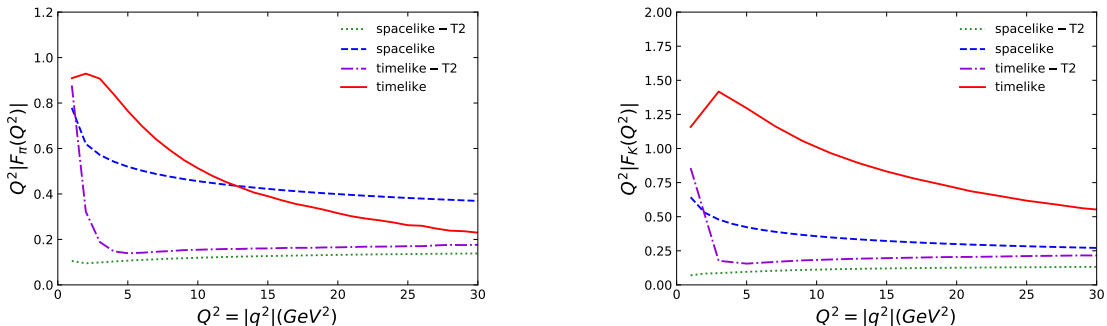 1.2
1.0
0.8
0.6
0.4
0.2
0.0
0 5 10 15 20 25 30
Q² = |q²|(GeV²)
Q²|Fπ(Q²)|
spacelike − T2
spacelike
timelike − T2
timelike
2.00
1.75
1.50
1.25
1.00
0.75
0.50
0.25
0.00
0 5 10 15 20 25 30
Q² = |q²|(GeV²)
Q²|F_K(Q²)|
spacelike − T2
spacelike
timelike − T2
timelike